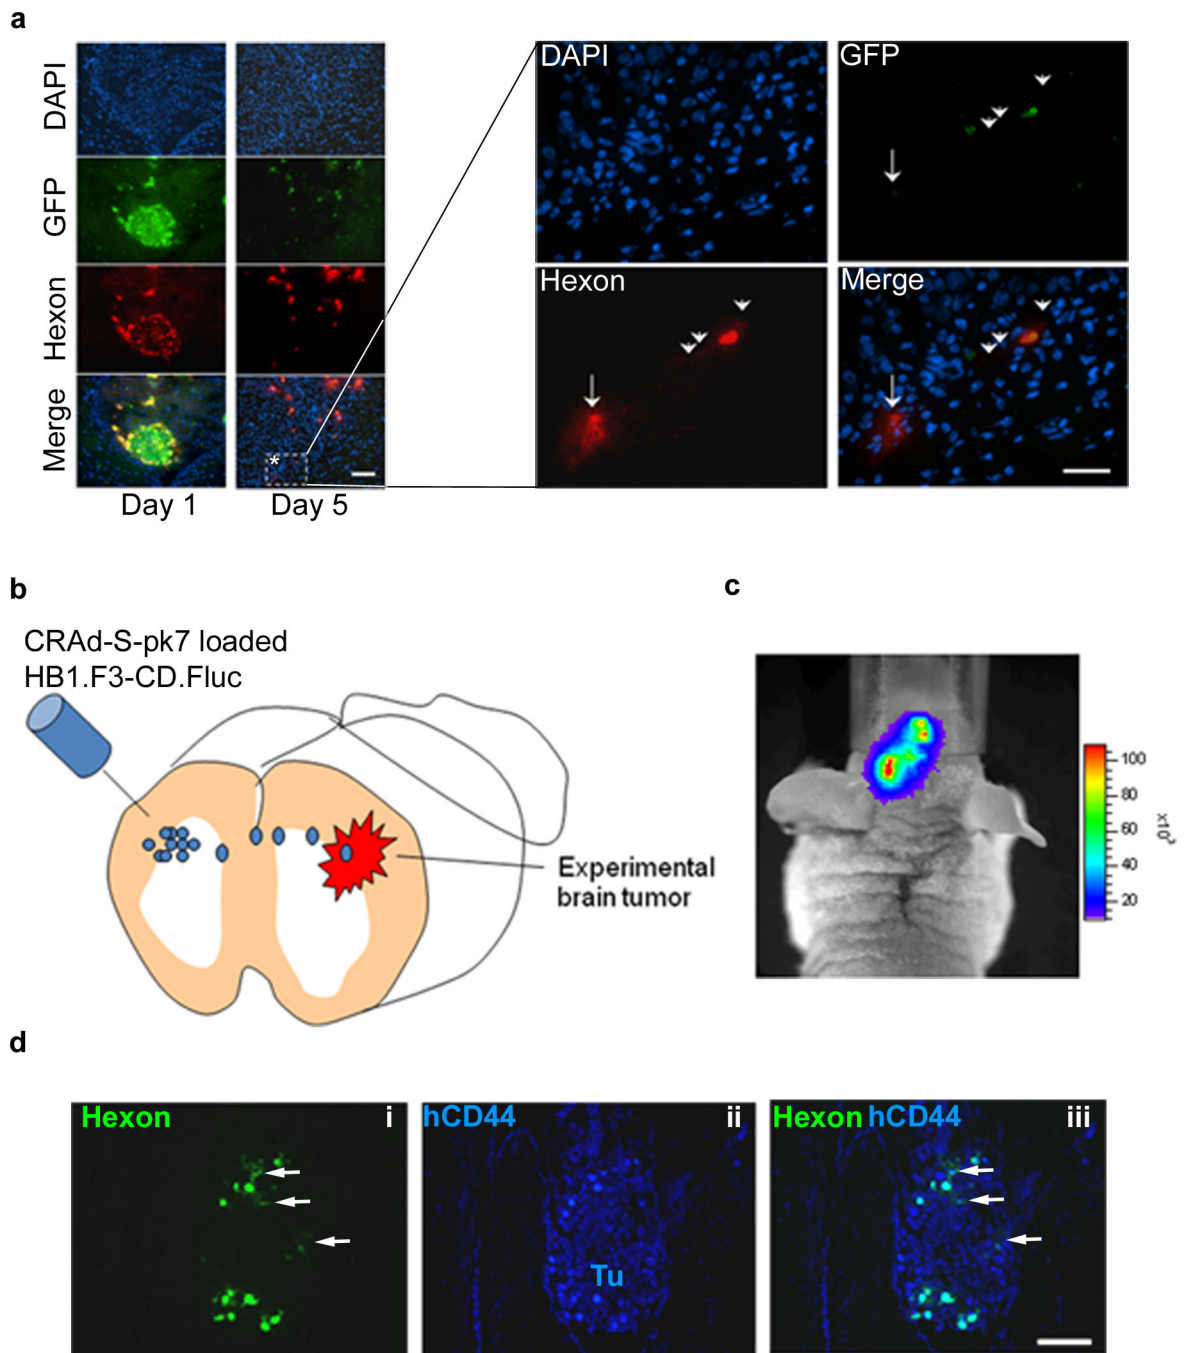 a
DAPI
GFP
Hexon
Merge
*
Day 1
Day 5
DAPI
GFP
Hexon
Merge
b
CRAd-S-pk7 loaded
HB1.F3-CD.Fluc
Experimental
brain tumor
c
100
80
60
40
20
x10³
d
Hexon
i
hCD44
ii
Tu
Hexon hCD44
iii